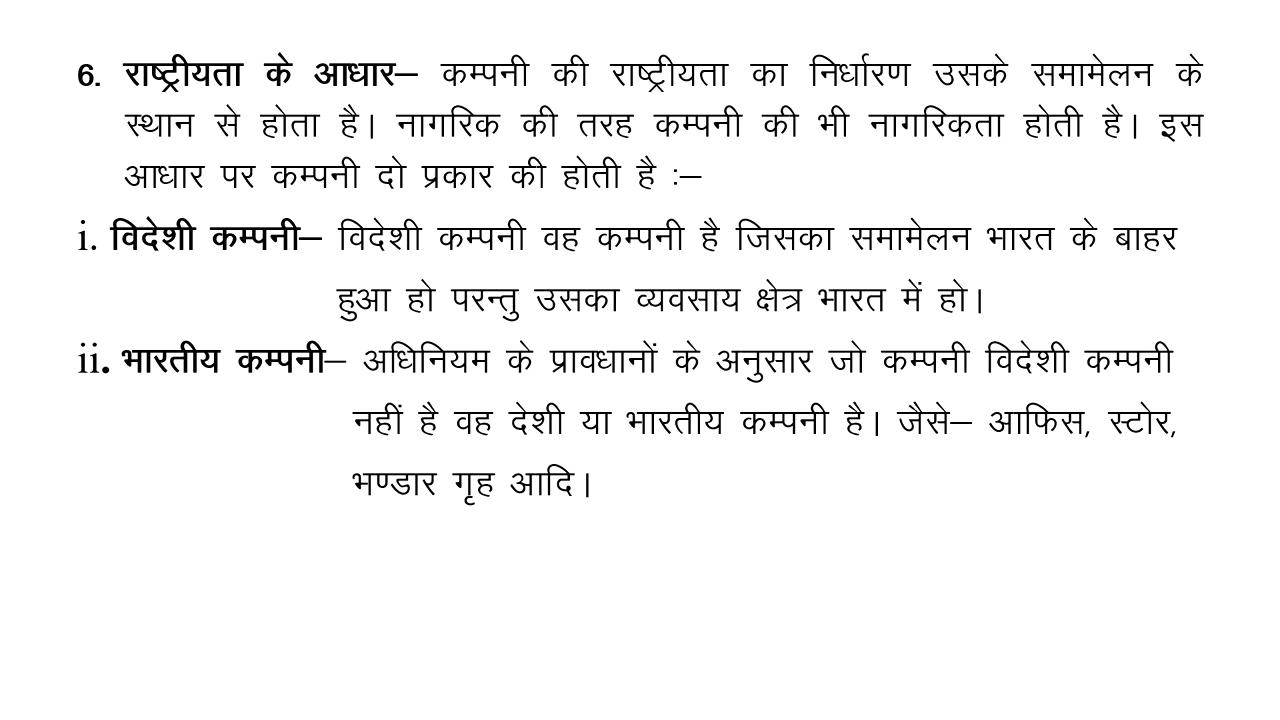 6. राष्ट्रीयता के आधार– कम्पनी की राष्ट्रीयता का निर्धारण उसके समामेलन के
स्थान से होता है। नागरिक की तरह कम्पनी की भी नागरिकता होती है। इस
आधार पर कम्पनी दो प्रकार की होती है :–
i. विदेशी कम्पनी– विदेशी कम्पनी वह कम्पनी है जिसका समामेलन भारत के बाहर
हुआ हो परन्तु उसका व्यवसाय क्षेत्र भारत में हो।
ii. भारतीय कम्पनी– अधिनियम के प्रावधानों के अनुसार जो कम्पनी विदेशी कम्पनी
नहीं है वह देशी या भारतीय कम्पनी है। जैसे– आफिस, स्टोर,
भण्डार गृह आदि।